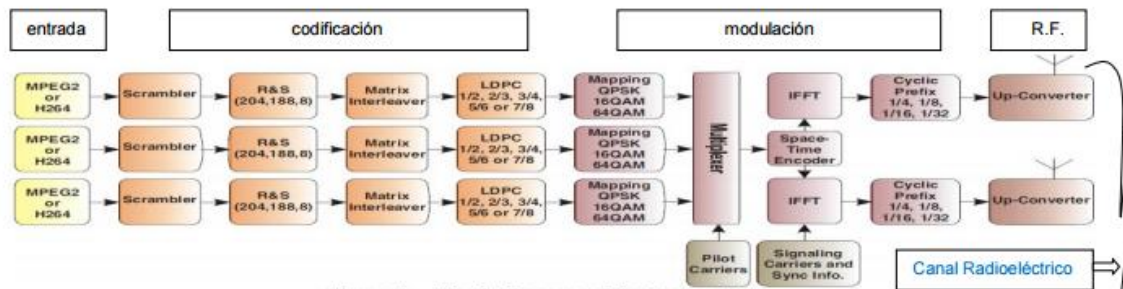 entrada
codificación
modulación
R.F.
MPEG2
or
H264
Scrambler
R&S
(204,188,8)
Matrix
Interleaver
LDPC
1/2, 2/3, 3/4,
5/6 or 7/8
Mapping
QPSK
16QAM
64QAM
MPEG2
or
H264
Scrambler
R&S
(204,188,8)
Matrix
Interleaver
LDPC
1/2, 2/3, 3/4,
5/6 or 7/8
Mapping
QPSK
16QAM
64QAM
MPEG2
or
H264
Scrambler
R&S
(204,188,8)
Matrix
Interleaver
LDPC
1/2, 2/3, 3/4,
5/6 or 7/8
Mapping
QPSK
16QAM
64QAM
Multiplexer
IFFT
Cyclic
Prefix
1/4, 1/8,
1/16, 1/32
Up-Converter
Space-
Time
Encoder
IFFT
Cyclic
Prefix
1/4, 1/8,
1/16, 1/32
Up-Converter
Pilot
Carriers
Signaling
Carriers and
Sync Info.
Canal Radioeléctrico